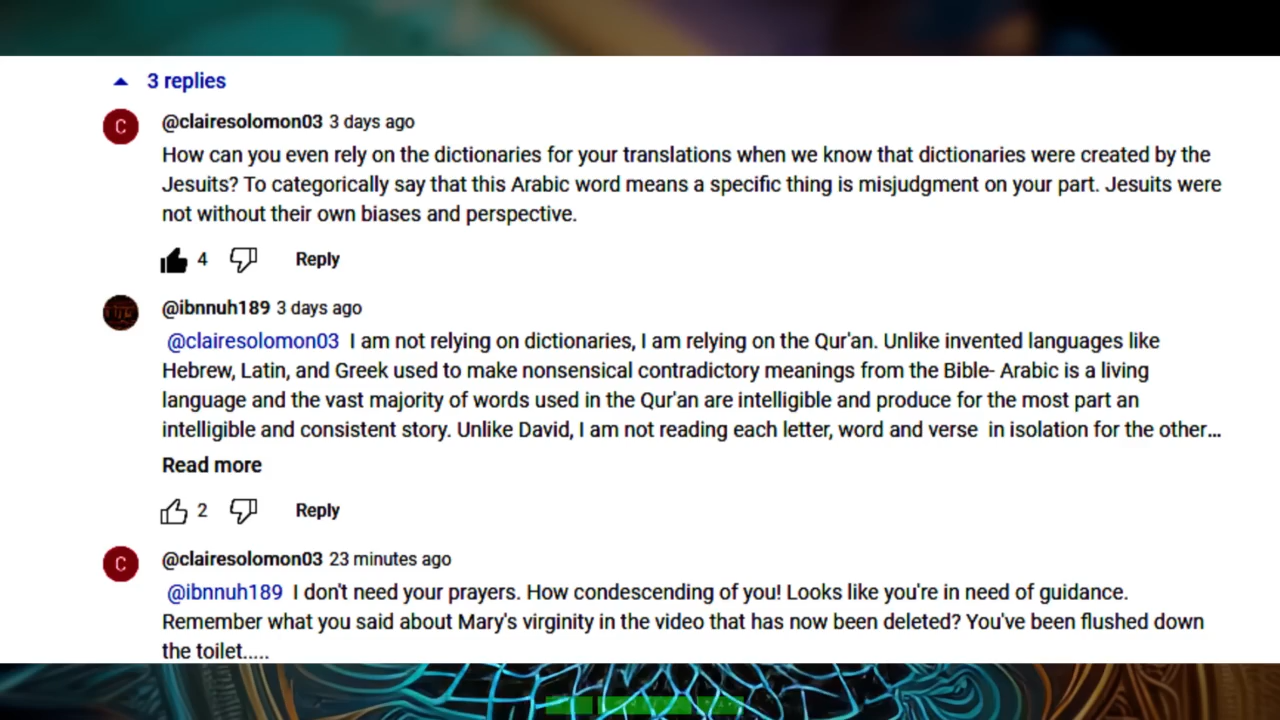 3 replies
C
@clairesolomon03 3 days ago
How can you even rely on the dictionaries for your translations when we know that dictionaries were created by the
Jesuits? To categorically say that this Arabic word means a specific thing is misjudgment on your part. Jesuits were
not without their own biases and perspective.
4 Reply
@ibnnuh189 3 days ago
@clairesolomon03 I am not relying on dictionaries, I am relying on the Qur'an. Unlike invented languages like
Hebrew, Latin, and Greek used to make nonsensical contradictory meanings from the Bible- Arabic is a living
language and the vast majority of words used in the Qur'an are intelligible and produce for the most part an
intelligible and consistent story. Unlike David, I am not reading each letter, word and verse in isolation for the other...
Read more
2 Reply
C
@clairesolomon03 23 minutes ago
@ibnnuh189 I don't need your prayers. How condescending of you! Looks like you're in need of guidance.
Remember what you said about Mary's virginity in the video that has now been deleted? You've been flushed down
the toilet.....